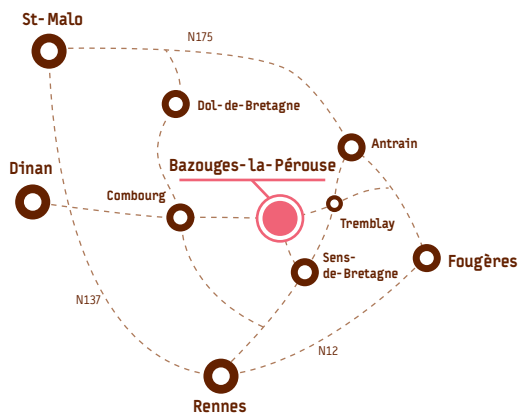 St-Malo
N175
Dol-de-Bretagne
Antrain
Bazouges-la-Pérouse
Dinan
Combourg
Tremblay
Sens-
de-Bretagne
Fougères
N137
N12
Rennes